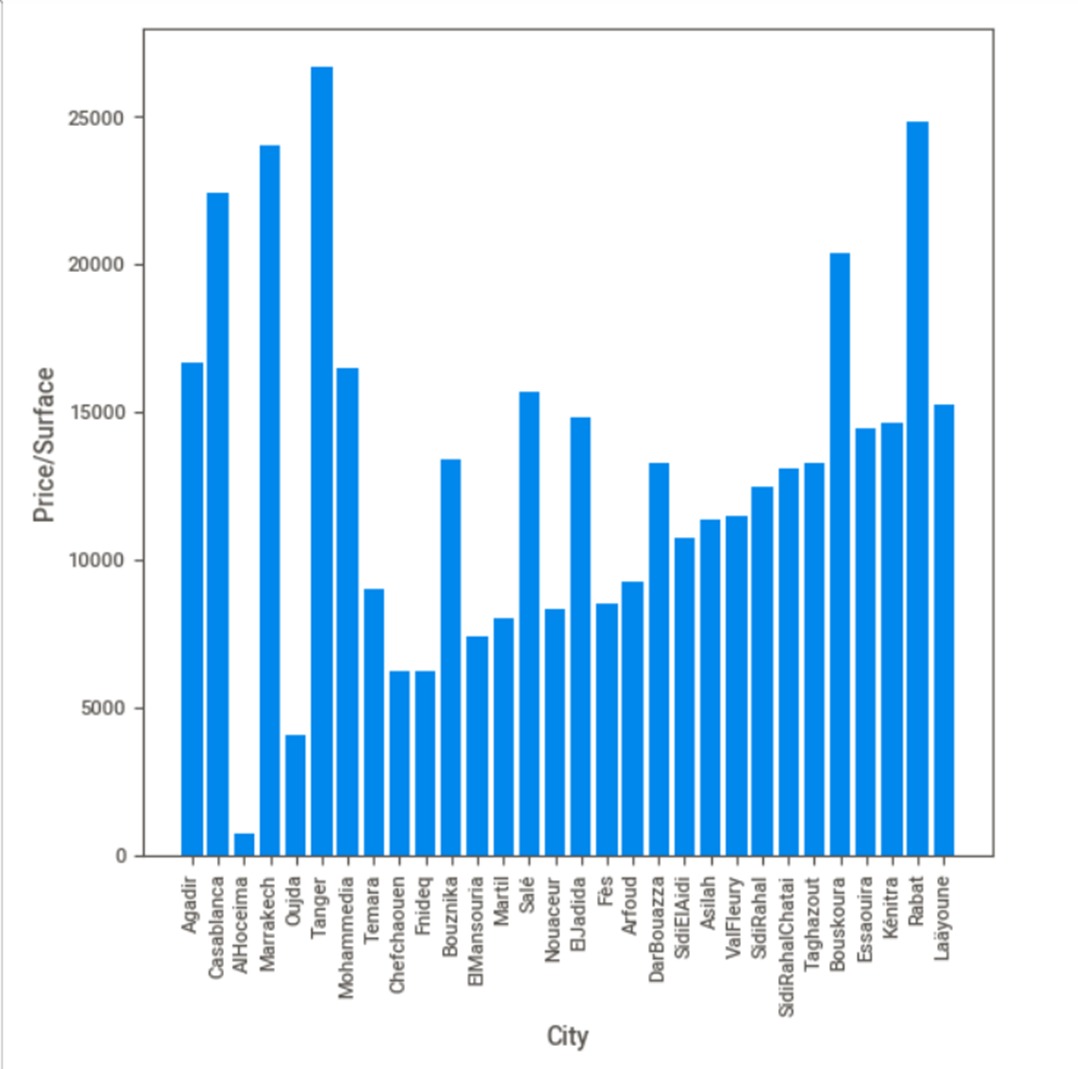 Price/Surface
25000
20000
15000
10000
5000
0
Agadir
Casablanca
AlHoceima
Marrakech
Oujda
Tanger
Mohammedia
Temara
Chefchaouen
Fnideq
Bouznika
ElMansouria
Martil
Salé
Nouaceur
ElJadida
Fès
Arfoud
DarBouazza
SidiElAidi
Asilah
ValFleury
SidiRahal
SidiRahalChatai
Taghazout
Bouskoura
Essaouira
Kénitra
Rabat
Laâyoune
City